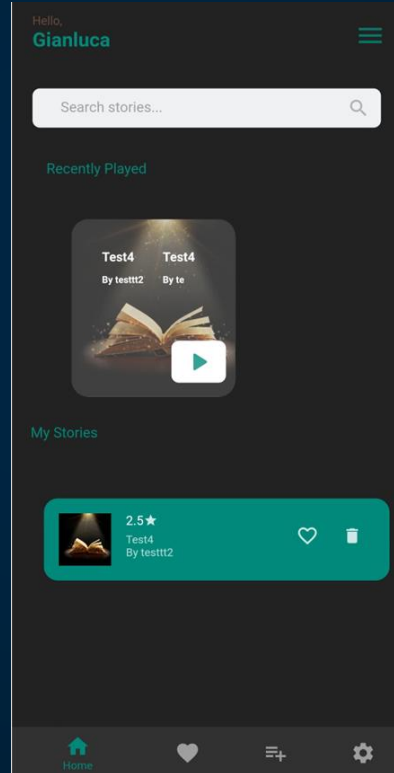 Hello,
Gianluca
Search stories...
Recently Played
Test4 Test4
By testtt2 By te
My Stories
2.5★
Test4
By testtt2
Home